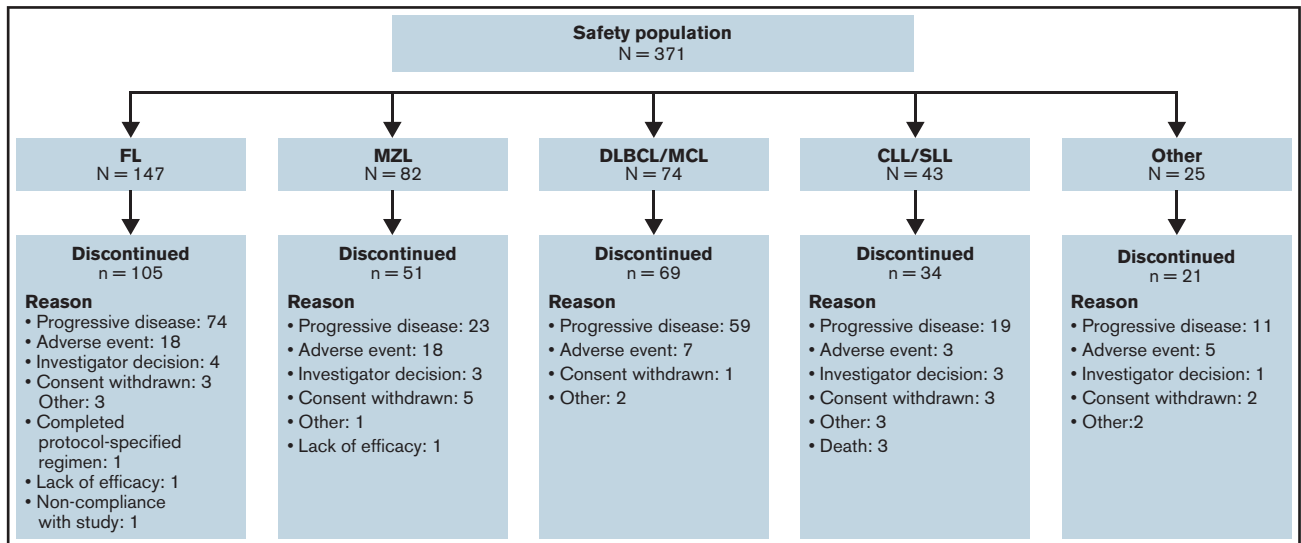 Safety population
N = 371
FL
N = 147
MZL
N = 82
DLBCL/MCL
N = 74
CLL/SLL
N = 43
Other
N = 25
Discontinued
n = 105
Reason
• Progressive disease: 74
• Adverse event: 18
• Investigator decision: 4
• Consent withdrawn: 3
Other: 3
• Completed
protocol-specified
regimen: 1
• Lack of efficacy: 1
• Non-compliance
with study: 1
Discontinued
n = 51
Reason
• Progressive disease: 23
• Adverse event: 18
• Investigator decision: 3
• Consent withdrawn: 5
• Other: 1
• Lack of efficacy: 1
Discontinued
n = 69
Reason
• Progressive disease: 59
• Adverse event: 7
• Consent withdrawn: 1
• Other: 2
Discontinued
n = 34
Reason
• Progressive disease: 19
• Adverse event: 3
• Investigator decision: 3
• Consent withdrawn: 3
• Other: 3
• Death: 3
Discontinued
n = 21
Reason
• Progressive disease: 11
• Adverse event: 5
• Investigator decision: 1
• Consent withdrawn: 2
• Other:2